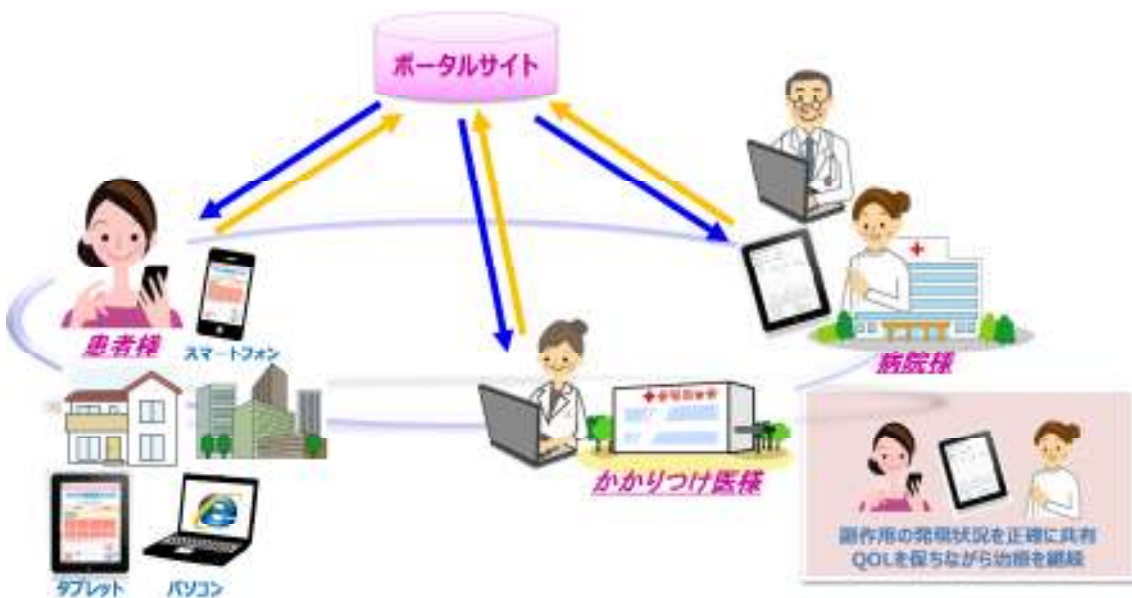 ポータルサイト
患者様
スマートフォン
病院様
かかりつけ医様
タブレット
パソコン
副作用の発現状況を正確に共有
QOLを保ちながら治療を継続